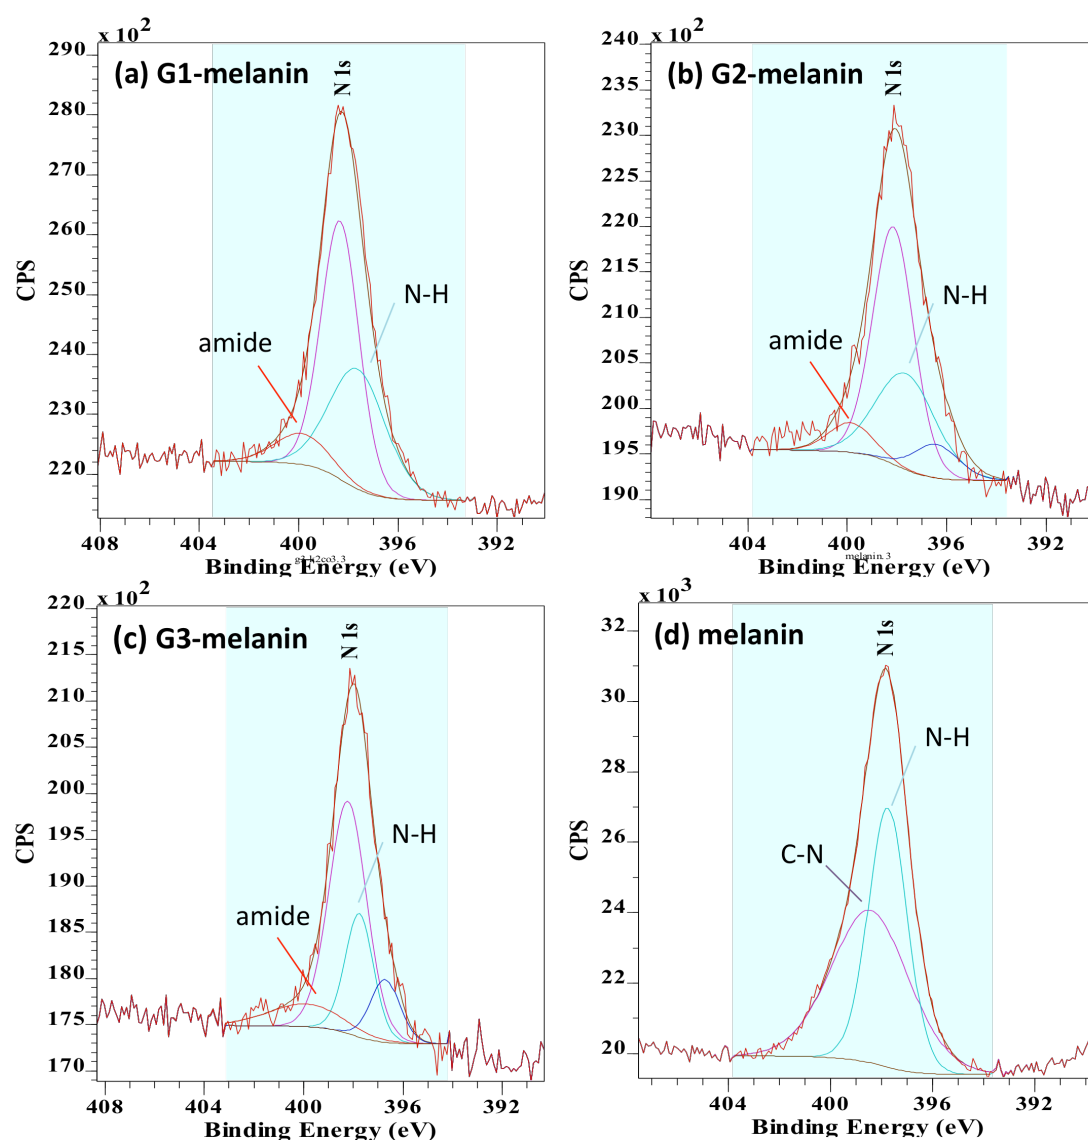 x 10²
(a) G1-melanin
N 1s
290
280
270
260
250
240
230
220
CPS
N-H
amide
408
404
400
396
392
Binding Energy (eV)
x 10²
(b) G2-melanin
N 1s
240
235
230
225
220
215
210
205
200
195
190
CPS
N-H
amide
404
400
396
392
melanin.3
Binding Energy (eV)
x 10²
(c) G3-melanin
N 1s
220
215
210
205
200
195
190
185
180
175
170
CPS
N-H
amide
408
404
400
396
392
Binding Energy (eV)
x 10³
(d) melanin
N 1s
32
30
28
26
24
22
20
CPS
N-H
C-N
404
400
396
392
Binding Energy (eV)